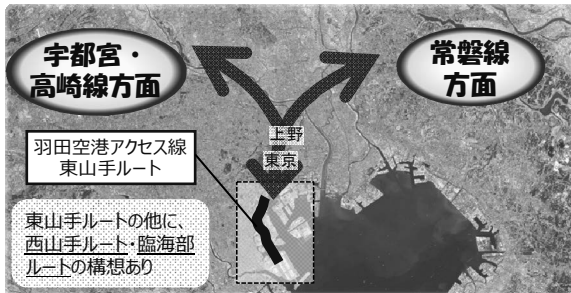 宇都宮・
高崎線方面
常磐線
方面
上野
東京
羽田空港アクセス線
東山手ルート
東山手ルートの他に、
西山手ルート・臨海部
ルートの構想あり